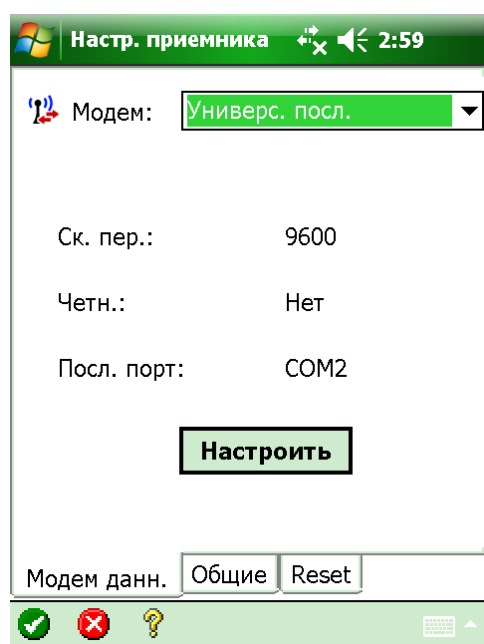 Настр. приемника 2:59
Модем: Универс. посл.
Ск. пер.: 9600
Четн.: Нет
Посл. порт: COM2
Настроить
Модем данн. Общие Reset